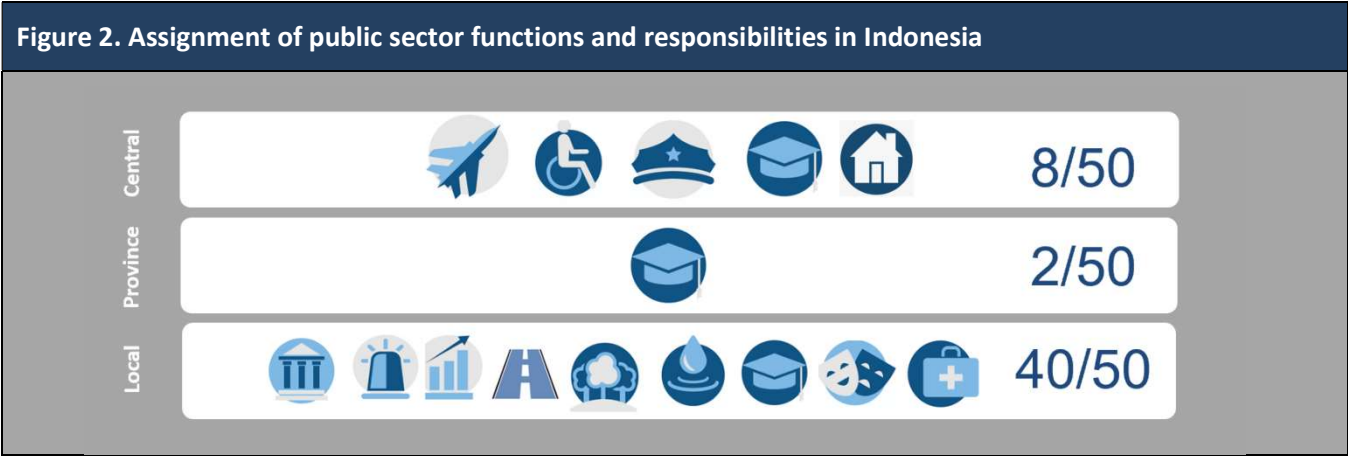 Figure 2. Assignment of public sector functions and responsibilities in Indonesia
Central
8/50
Province
2/50
Local
40/50